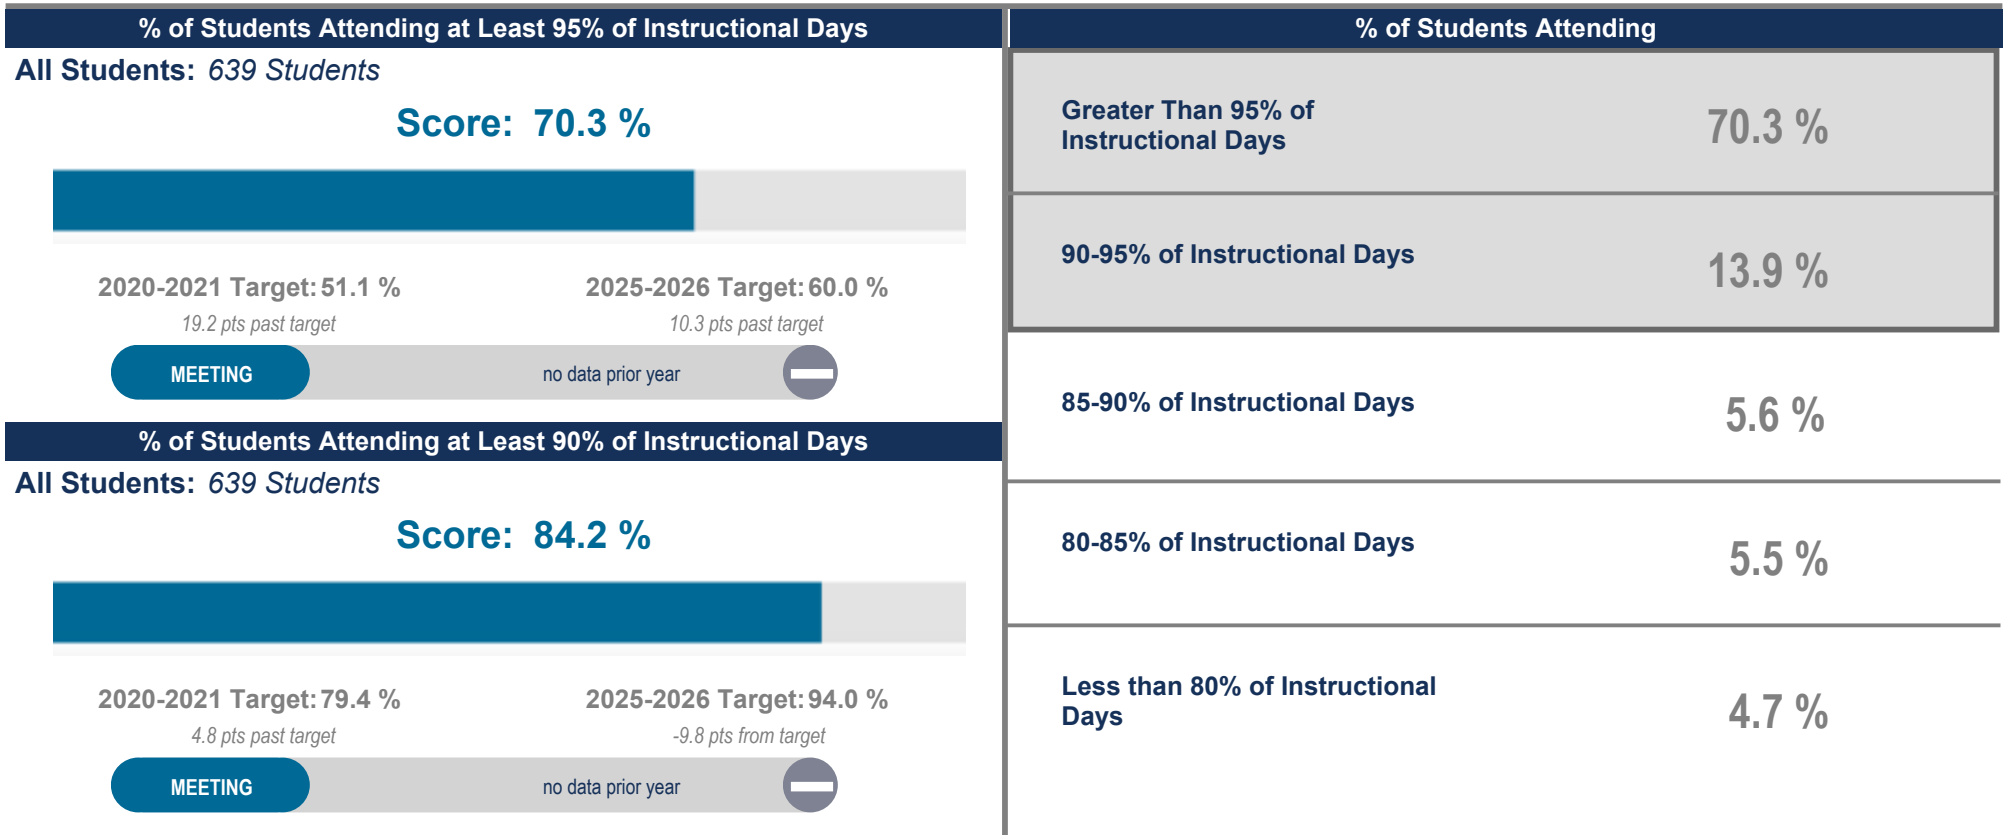 % of Students Attending at Least 95% of Instructional Days
All Students: 639 Students
Score: 70.3 %
2020-2021 Target: 51.1 %
19.2 pts past target
2025-2026 Target: 60.0 %
10.3 pts past target
MEETING
no data prior year
% of Students Attending at Least 90% of Instructional Days
All Students: 639 Students
Score: 84.2 %
2020-2021 Target: 79.4 %
4.8 pts past target
2025-2026 Target: 94.0 %
-9.8 pts from target
MEETING
no data prior year
% of Students Attending
Greater Than 95% of
Instructional Days
70.3 %
90-95% of Instructional Days
13.9 %
85-90% of Instructional Days
5.6 %
80-85% of Instructional Days
5.5 %
Less than 80% of Instructional
Days
4.7 %